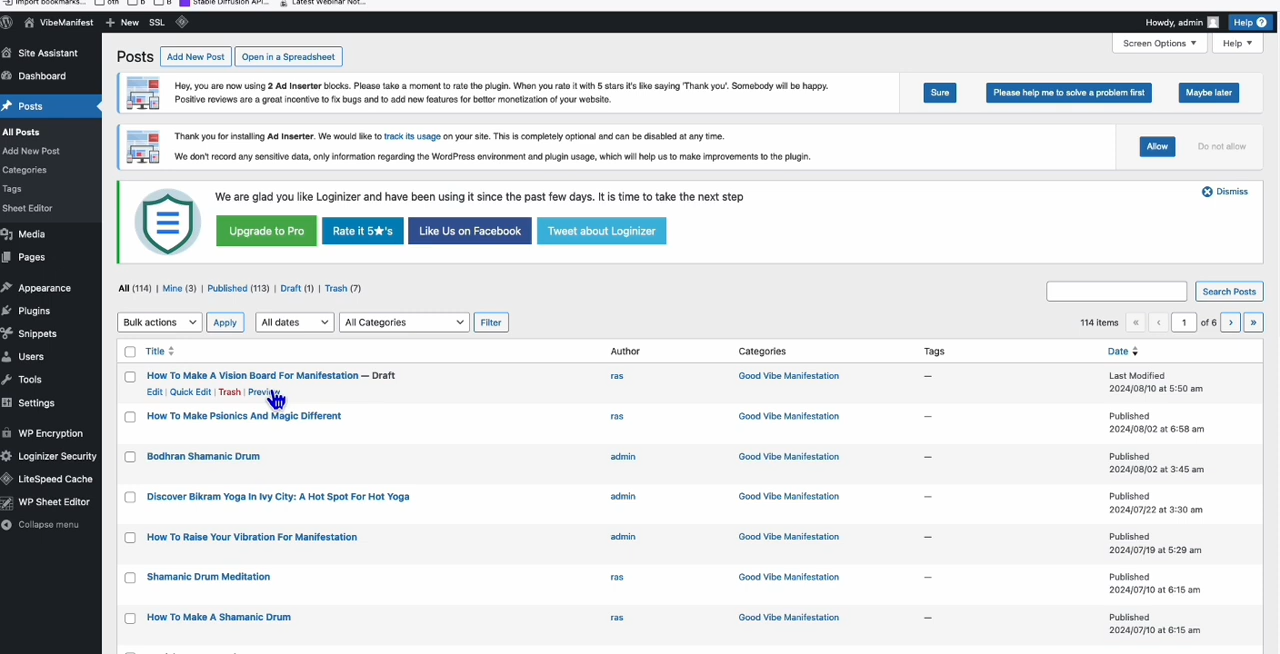 Import bookmarks... oth b B Stable Diffusion API... Latest Webinar Not...
VibeManifest + New SSL Howdy, admin Help ?
Screen Options ▼ Help ▼
Site Assistant
Dashboard
Posts
All Posts
Add New Post
Categories
Tags
Sheet Editor
Media
Pages
Appearance
Plugins
Snippets
Users
Tools
Settings
WP Encryption
Loginizer Security
LiteSpeed Cache
WP Sheet Editor
Collapse menu
Posts Add New Post Open in a Spreadsheet
Hey, you are now using 2 Ad Inserter blocks. Please take a moment to rate the plugin. When you rate it with 5 stars it's like saying 'Thank you'. Somebody will be happy.
Positive reviews are a great incentive to fix bugs and to add new features for better monetization of your website.
Sure Please help me to solve a problem first Maybe later
Thank you for installing Ad Inserter. We would like to track its usage on your site. This is completely optional and can be disabled at any time.
We don't record any sensitive data, only information regarding the WordPress environment and plugin usage, which will help us to make improvements to the plugin.
Allow Do not allow
We are glad you like Loginizer and have been using it since the past few days. It is time to take the next step
Dismiss
Upgrade to Pro Rate it 5★'s Like Us on Facebook Tweet about Loginizer
All (114) | Mine (3) | Published (113) | Draft (1) | Trash (7)
Search Posts
Bulk actions Apply All dates All Categories Filter 114 items « ‹ 1 of 6 › »
Title Author Categories Tags Date
How To Make A Vision Board For Manifestation — Draft ras Good Vibe Manifestation — Last Modified
2024/08/10 at 5:50 am
Edit | Quick Edit | Trash | Preview
How To Make Psionics And Magic Different ras Good Vibe Manifestation — Published
2024/08/02 at 6:58 am
Bodhran Shamanic Drum admin Good Vibe Manifestation — Published
2024/08/02 at 3:45 am
Discover Bikram Yoga In Ivy City: A Hot Spot For Hot Yoga admin Good Vibe Manifestation — Published
2024/07/22 at 3:30 am
How To Raise Your Vibration For Manifestation admin Good Vibe Manifestation — Published
2024/07/19 at 5:29 am
Shamanic Drum Meditation ras Good Vibe Manifestation — Published
2024/07/10 at 6:15 am
How To Make A Shamanic Drum ras Good Vibe Manifestation — Published
2024/07/10 at 6:15 am